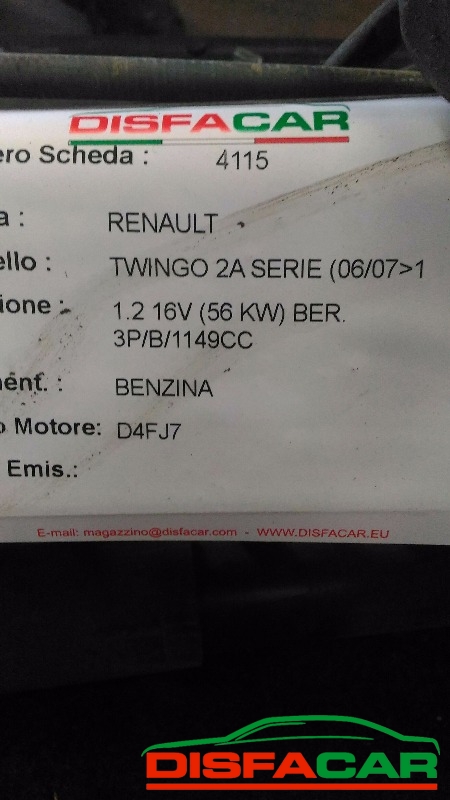 DISFACAR
ero Scheda : 4115
a : RENAULT
ello : TWINGO 2A SERIE (06/07>1
ione : 1.2 16V (56 KW) BER.
3P/B/1149CC
nent. : BENZINA
o Motore: D4FJ7
Emis.:
E-mail: magazzino@disfacar.com - WWW.DISFACAR.EU
DISFACAR